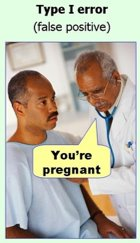 Type I error
(false positive)
You're
pregnant